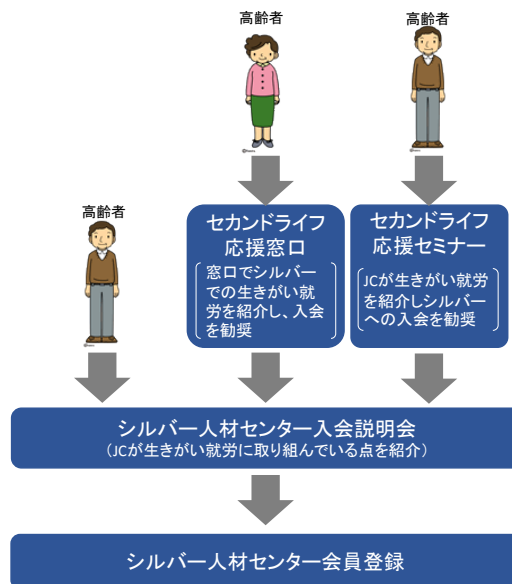 高齢者
高齢者
セカンドライフ
応援窓口
窓口でシルバー
での生きがい就
労を紹介し、入会
を勧奨
セカンドライフ
応援セミナー
JCが生きがい就労
を紹介しシルバー
への入会を勧奨
高齢者
シルバー人材センター入会説明会
（JCが生きがい就労に取り組んでいる点を紹介）
シルバー人材センター会員登録